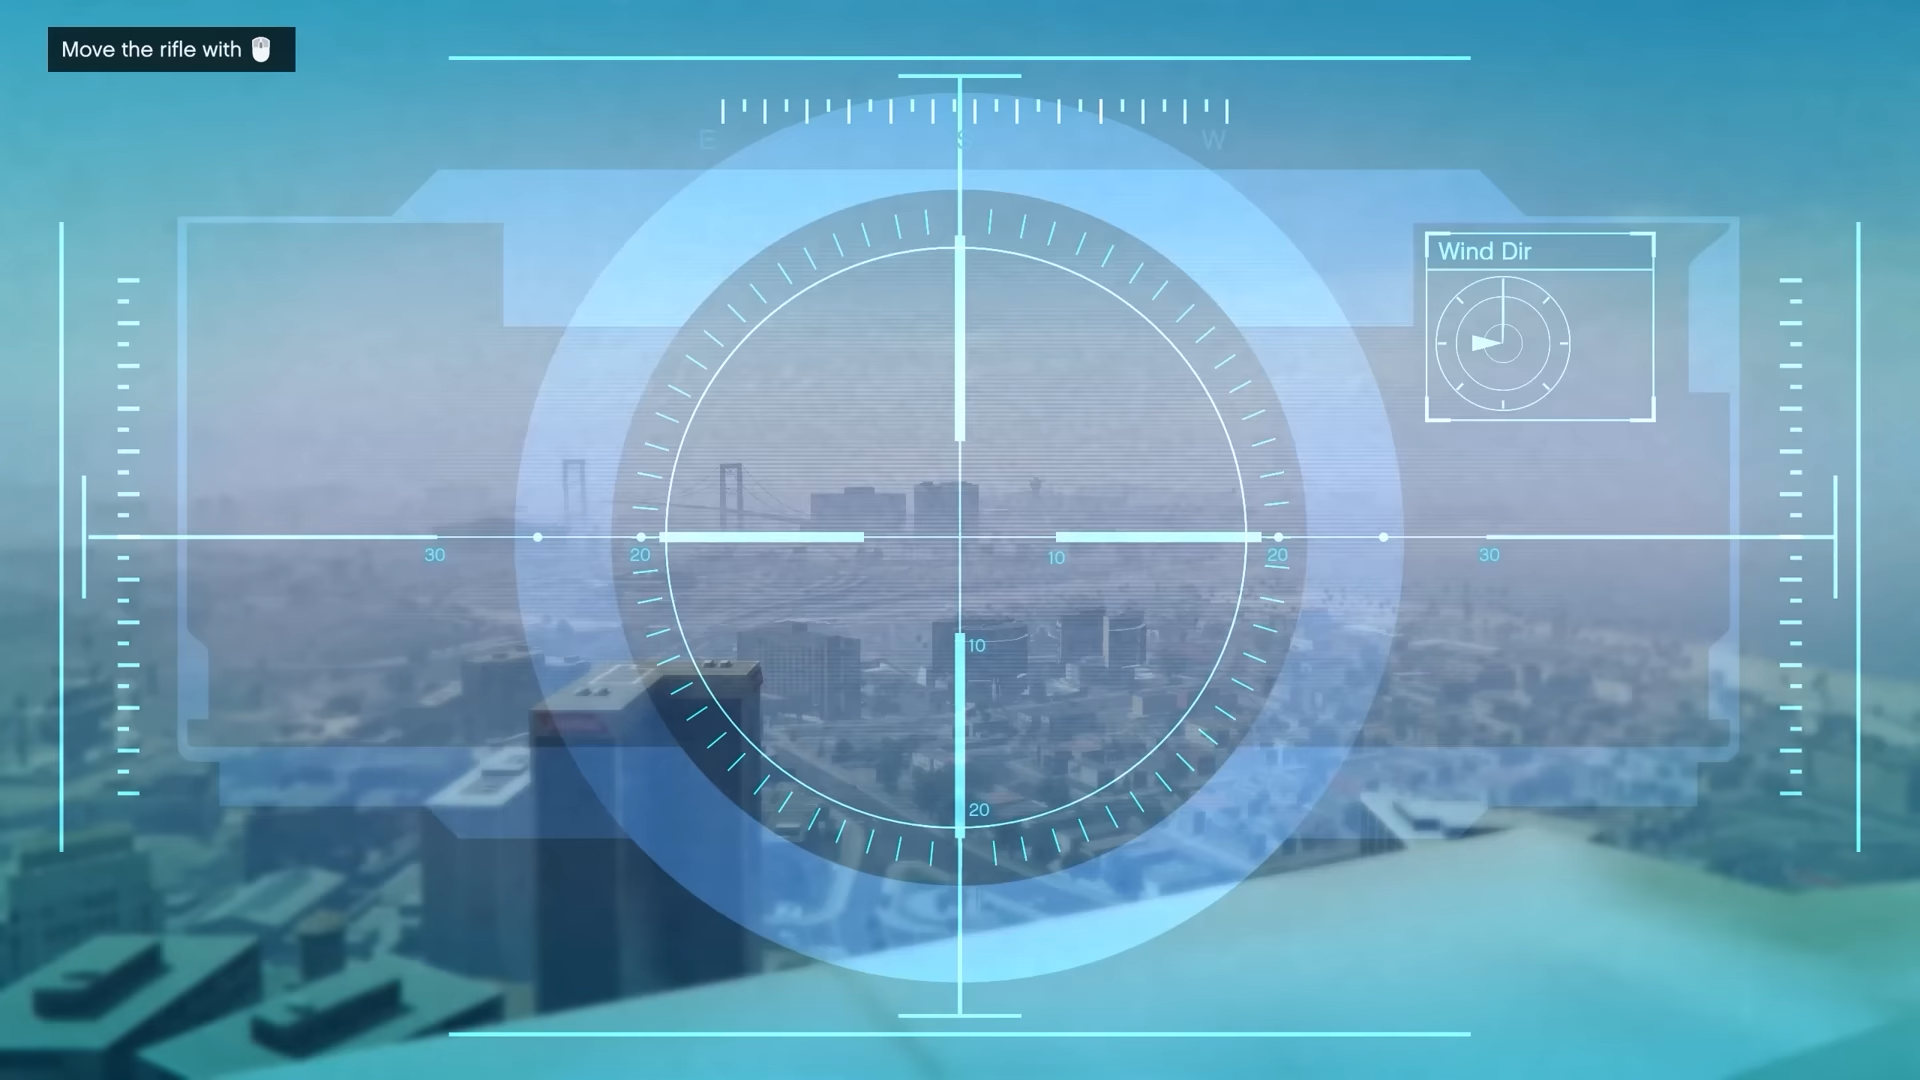 Move the rifle with
E S W
Wind Dir
30 20 10 20 30
10
20